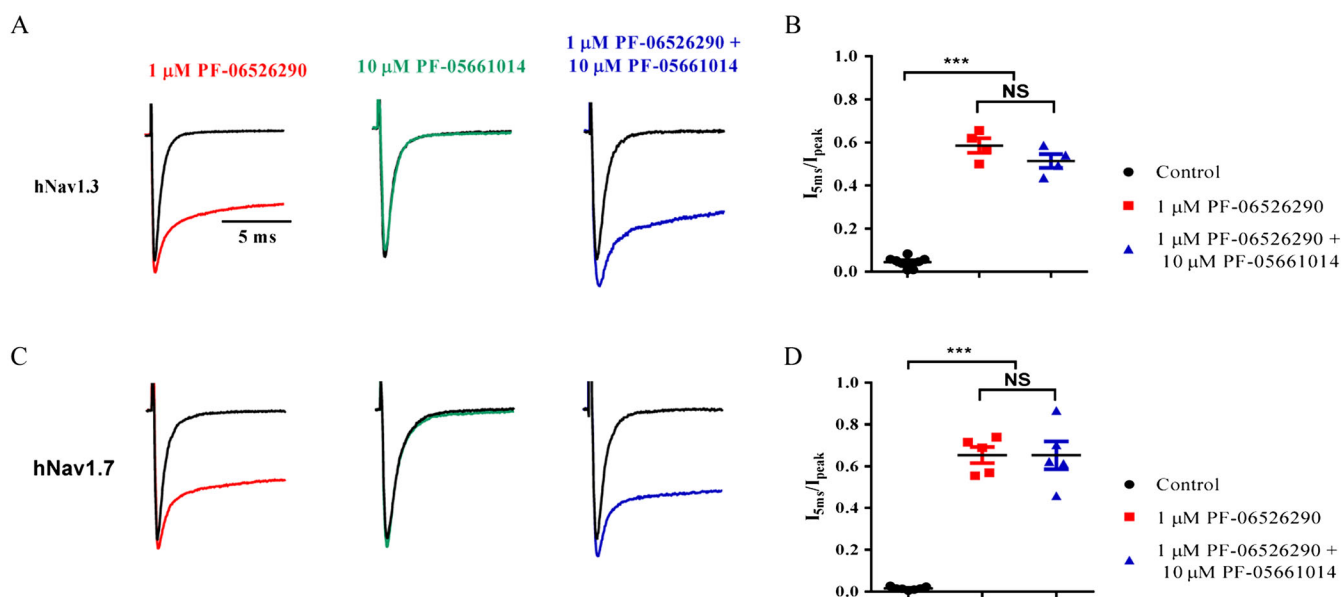 A
1 μM PF-06526290
10 μM PF-05661014
1 μM PF-06526290 +
10 μM PF-05661014
hNav1.3
5 ms
B
I5ms/Ipeak
1.0
0.8
0.6
0.4
0.2
0.0
***
NS
Control
1 μM PF-06526290
1 μM PF-06526290 +
10 μM PF-05661014
C
hNav1.7
D
I5ms/Ipeak
1.0
0.8
0.6
0.4
0.2
0.0
***
NS
Control
1 μM PF-06526290
1 μM PF-06526290 +
10 μM PF-05661014